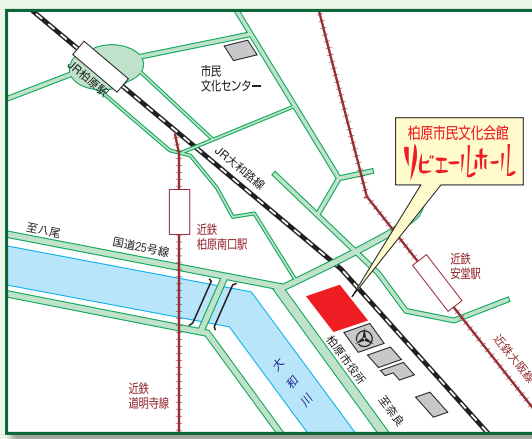 JR柏原駅
市民
文化センター
柏原市民文化会館
リビエールホール
JR大和路線
近鉄
柏原南口駅
至八尾
国道25号線
近鉄
安堂駅
柏原市役所
大和川
近鉄大阪線
至奈良
近鉄
道明寺線